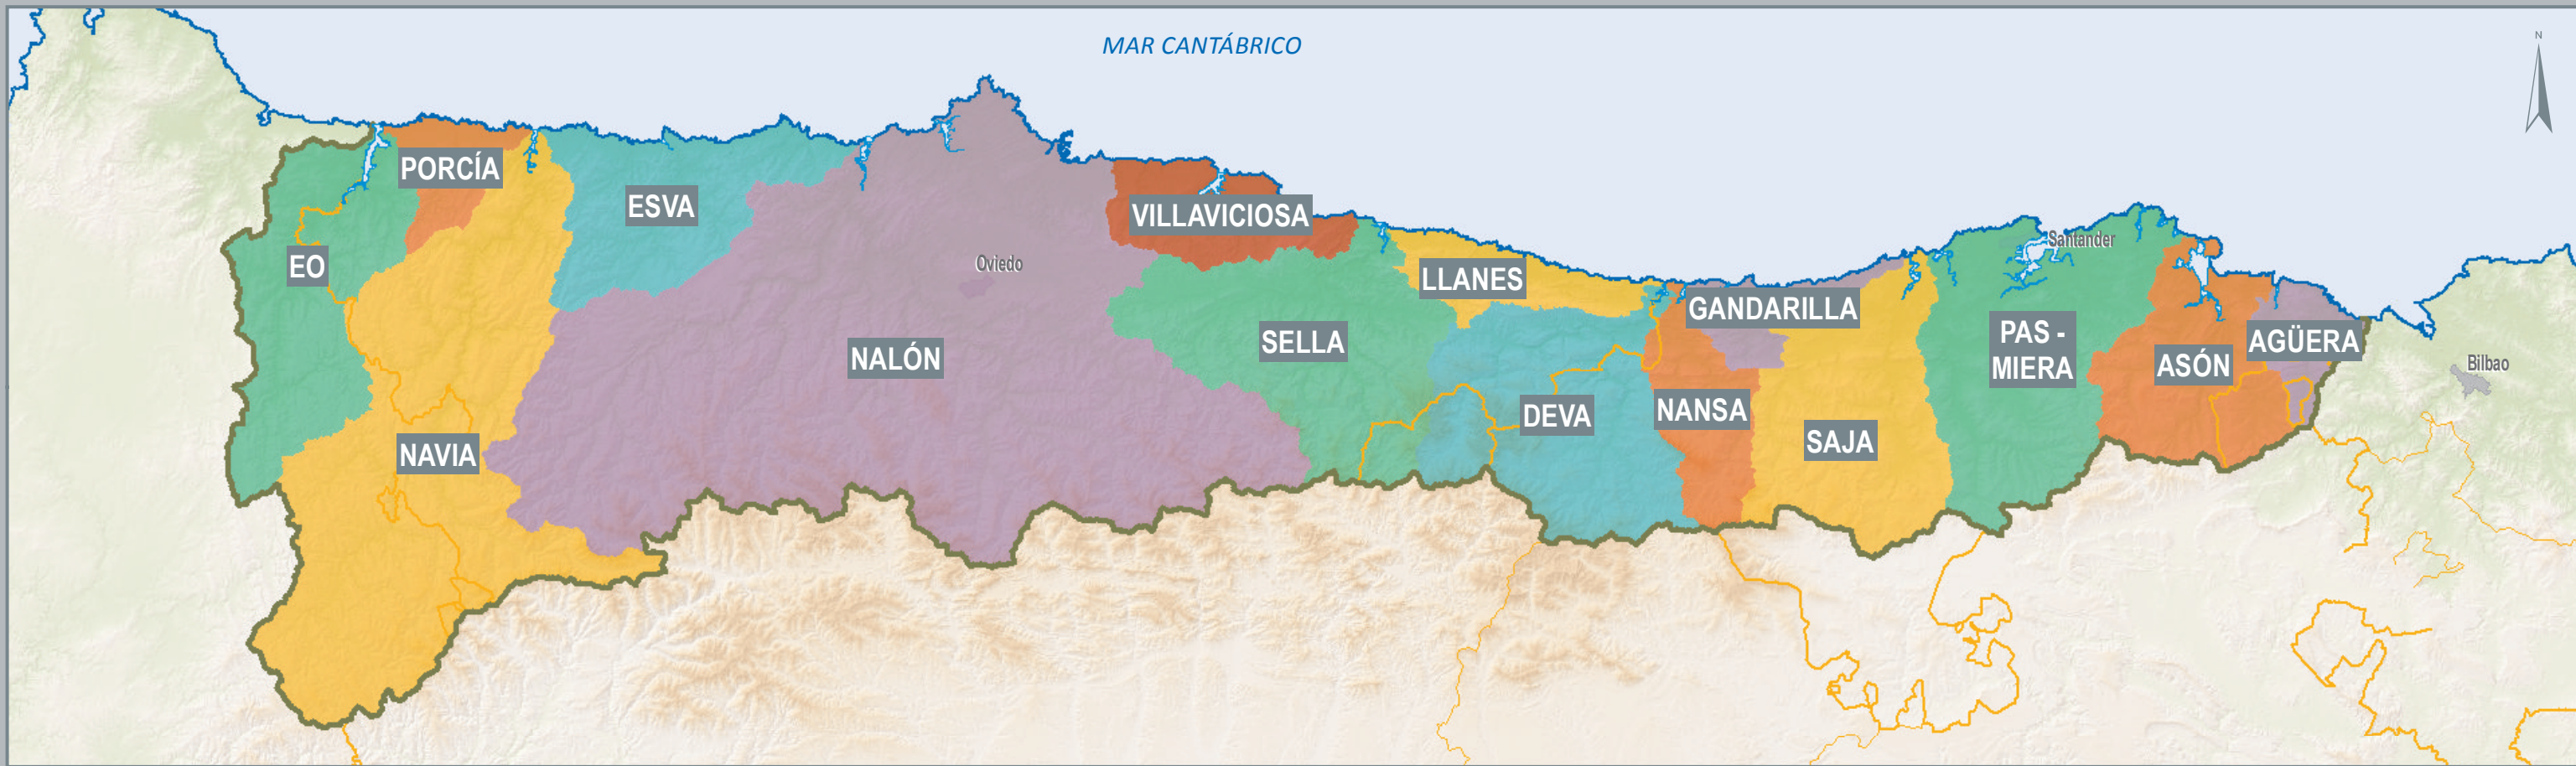 MAR CANTÁBRICO
N
PORCÍA
ESVA
VILLAVICIOSA
EO
Oviedo
LLANES
Santander
GANDARILLA
NALÓN
SELLA
PAS -
MIERA
AGÜERA
ASÓN
Bilbao
DEVA
NANSA
SAJA
NAVIA